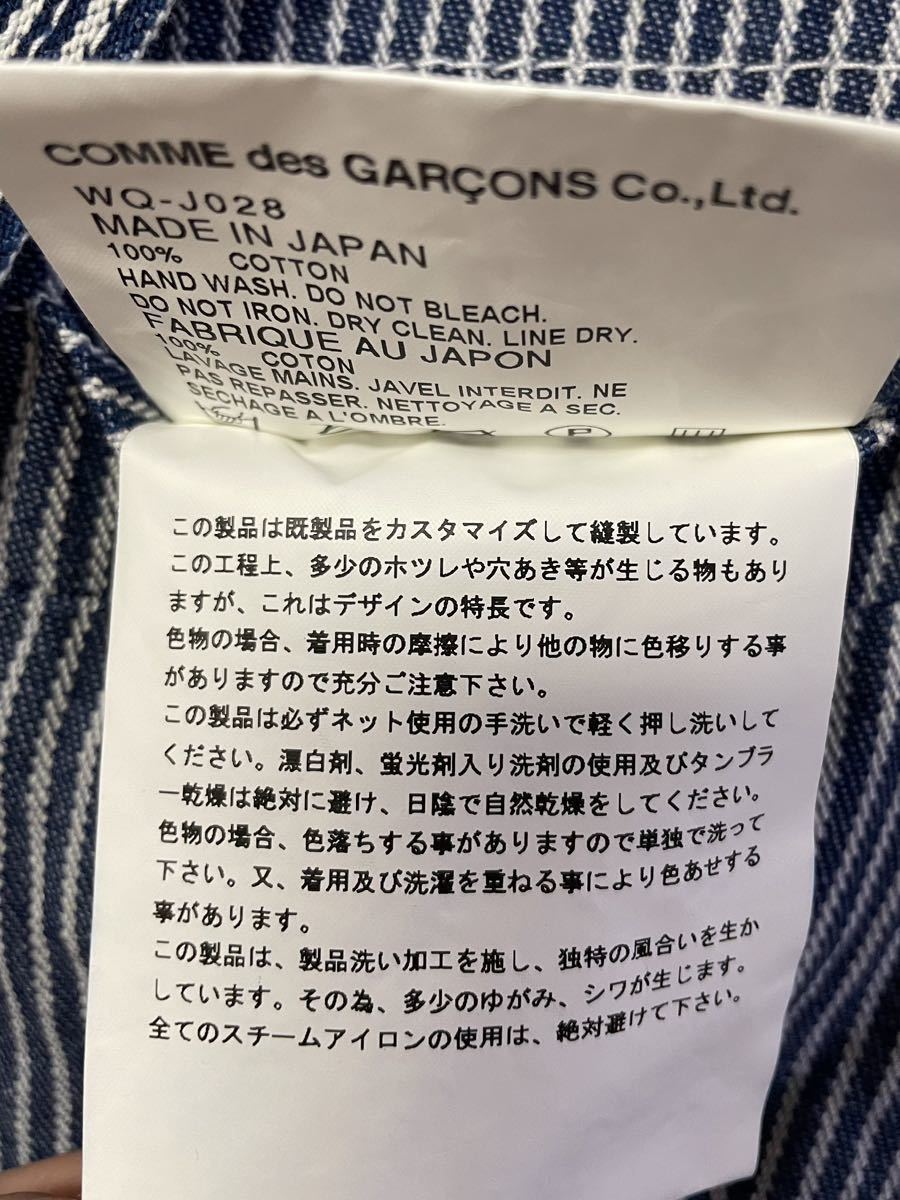 COMME des GARÇONS Co.,Ltd.
WQ-J028
MADE IN JAPAN
100% COTTON
HAND WASH. DO NOT BLEACH.
DO NOT IRON. DRY CLEAN. LINE DRY.
FABRIQUE AU JAPON
100% COTON
LAVAGE MAINS. JAVEL INTERDIT. NE
PAS REPASSER. NETTOYAGE A SEC.
SECHAGE A L'OMBRE.
P
この製品は既製品をカスタマイズして縫製しています。
この工程上、多少のホツレや穴あき等が生じる物もあり
ますが、これはデザインの特長です。
色物の場合、着用時の摩擦により他の物に色移りする事
がありますので充分ご注意下さい。
この製品は必ずネット使用の手洗いで軽く押し洗いして
ください。漂白剤、蛍光剤入り洗剤の使用及びタンブラ
ー乾燥は絶対に避け、日陰で自然乾燥をしてください。
色物の場合、色落ちする事がありますので単独で洗って
下さい。又、着用及び洗濯を重ねる事により色あせする
事があります。
この製品は、製品洗い加工を施し、独特の風合いを生か
しています。その為、多少のゆがみ、シワが生じます。
全てのスチームアイロンの使用は、絶対避けて下さい。